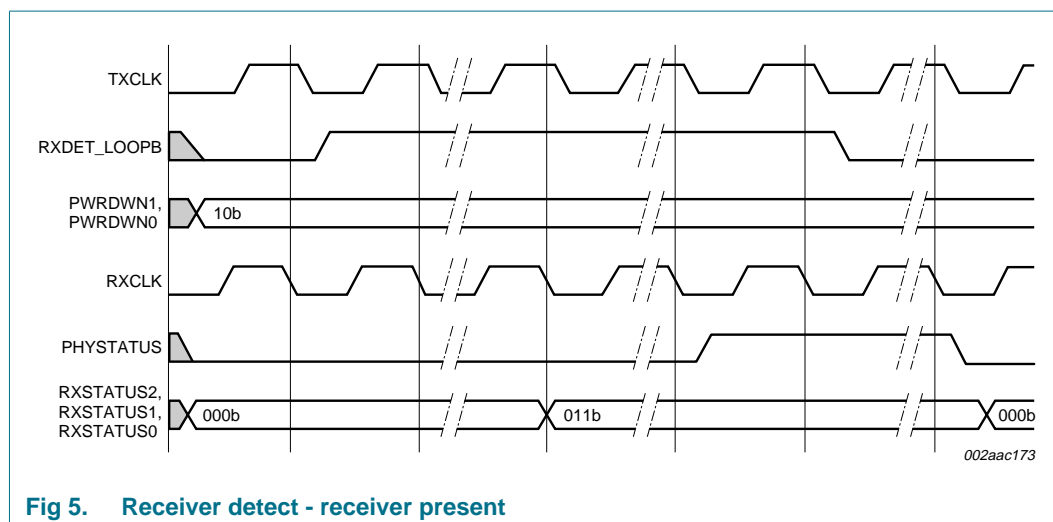 TXCLK
RXDET_LOOPB
PWRDWN1,
PWRDWN0
10b
RXCLK
PHYSTATUS
RXSTATUS2,
RXSTATUS1,
RXSTATUS0
000b
011b
000b
002aac173
Fig 5. Receiver detect - receiver present